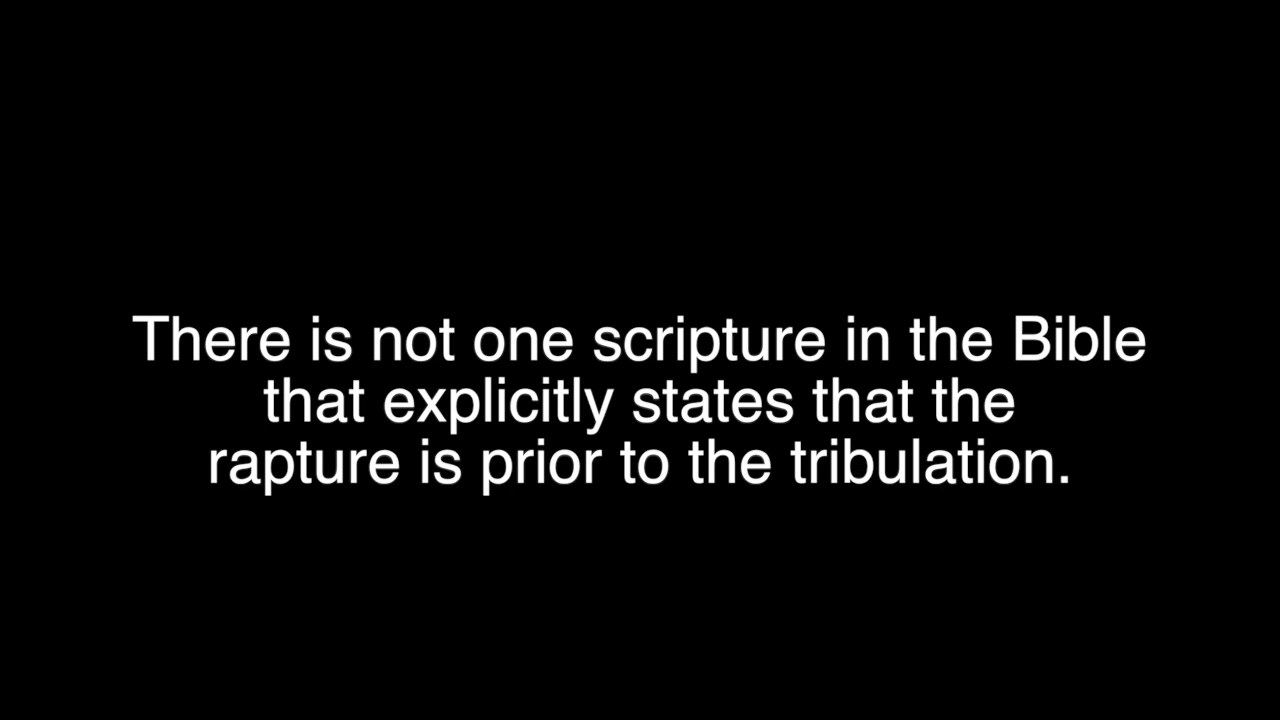 There is not one scripture in the Bible
that explicitly states that the
rapture is prior to the tribulation.